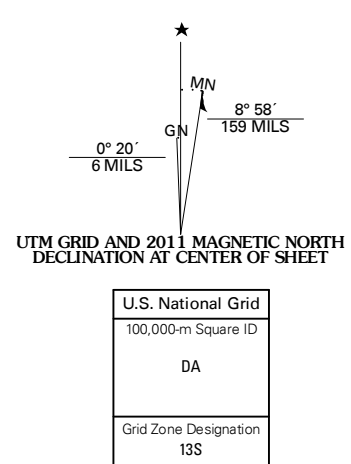 MN
GN
8° 58´
159 MILS
0° 20´
6 MILS
UTM GRID AND 2011 MAGNETIC NORTH
DECLINATION AT CENTER OF SHEET
U.S. National Grid
100,000-m Square ID
DA
Grid Zone Designation
13S